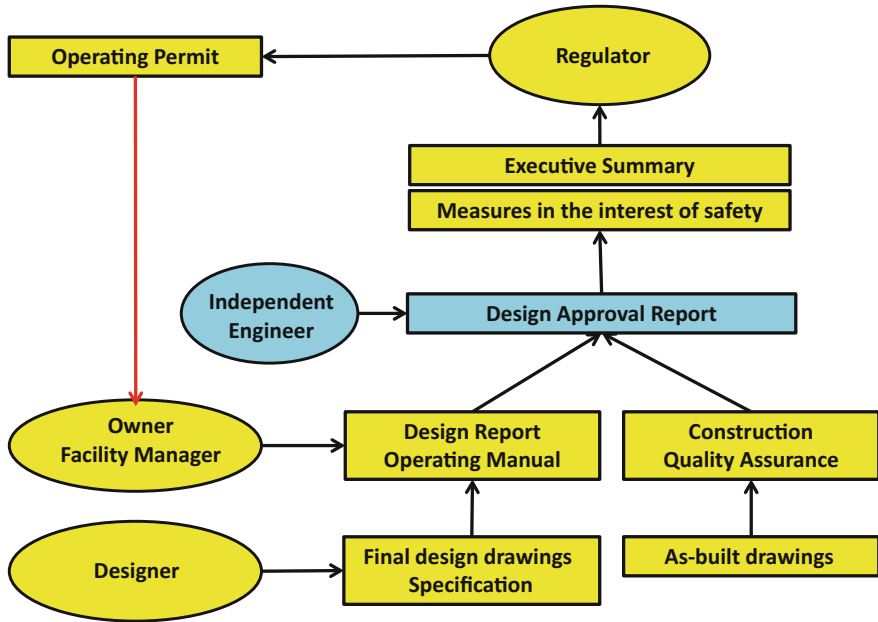 Operating Permit
Regulator
Executive Summary
Measures in the interest of safety
Independent
Engineer
Design Approval Report
Owner
Facility Manager
Design Report
Operating Manual
Construction
Quality Assurance
Designer
Final design drawings
Specification
As-built drawings